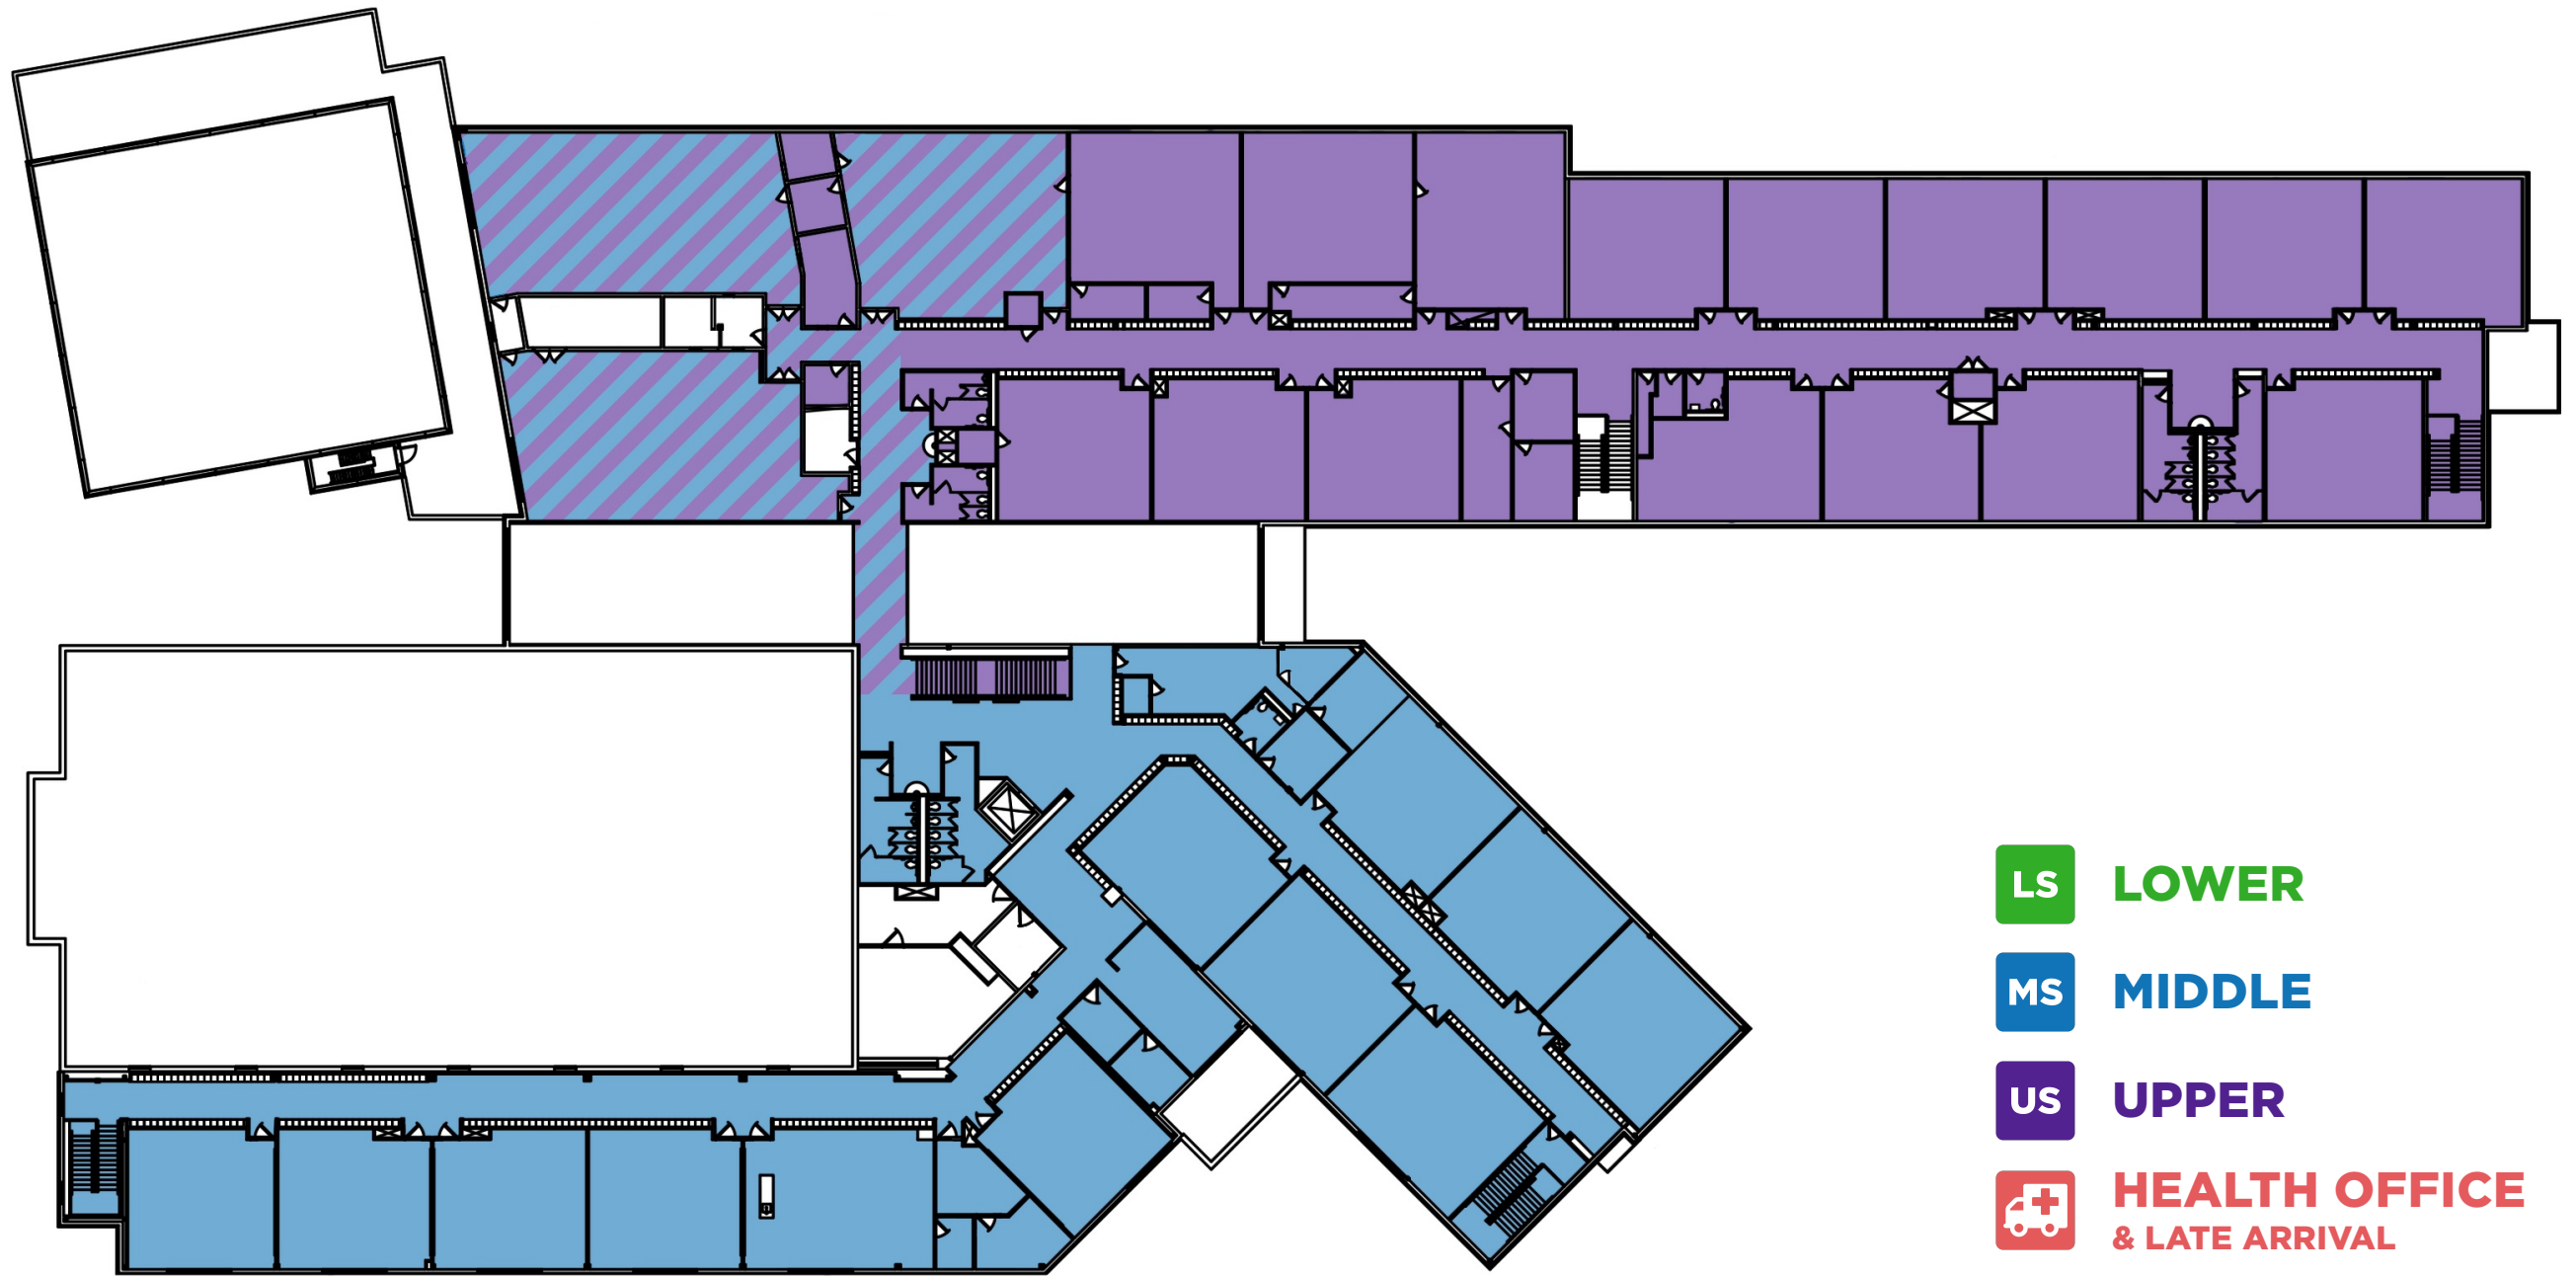 LS LOWER
MS MIDDLE
US UPPER
HEALTH OFFICE
& LATE ARRIVAL